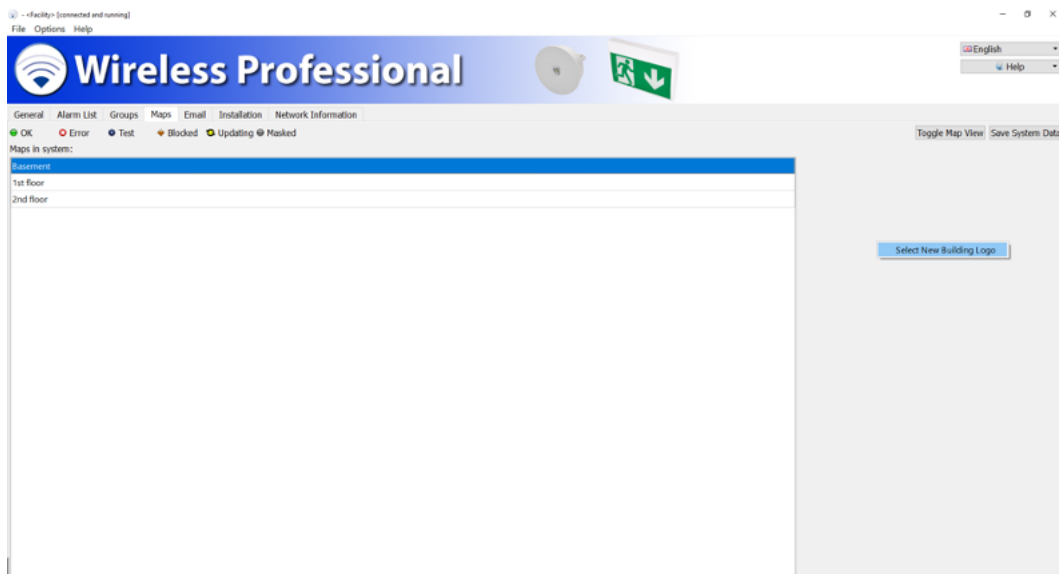 - <Facility> [connected and running]
File Options Help
Wireless Professional
English
Help
General Alarm List Groups Maps Email Installation Network Information
OK Error Test Blocked Updating Masked
Toggle Map View Save System Data
Maps in system:
Basement
1st floor
2nd floor
Select New Building Logo